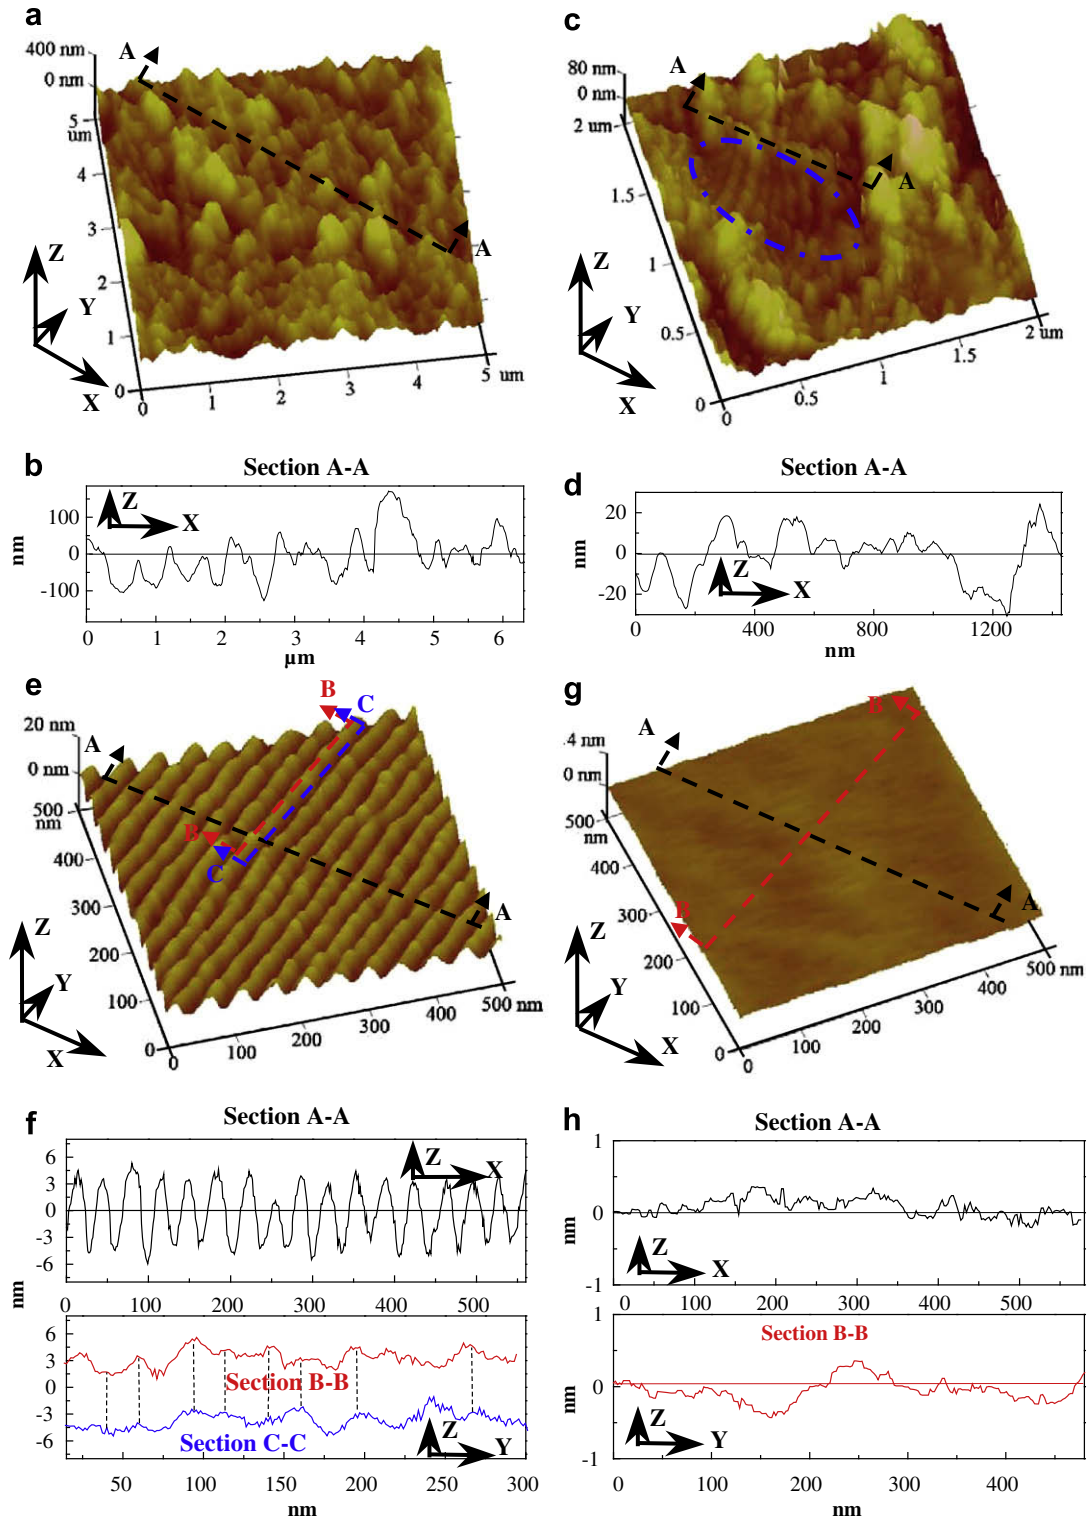 a
400 nm
0 nm
5
um
4
3
2
1
0
0 1 2 3 4 5 um
A
A
Z
Y
X
c
80 nm
0 nm
2 um
1.5
1
0.5
0
0 0.5 1 1.5 2 um
A
A
Z
Y
X
b
Section A-A
100
0
-100
nm
Z
X
0 1 2 3 4 5 6
µm
d
Section A-A
20
0
-20
nm
Z
X
0 400 800 1200
nm
e
20 nm
0 nm
500
nm
400
300
200
100
0
0 100 200 300 400 500 nm
A
A
B
C
B
C
Z
Y
X
g
.4 nm
0 nm
500
nm
400
300
200
100
0
0 100 200 300 400 500
nm
A
A
B
B
Z
Y
X
f
Section A-A
6
3
0
-3
-6
Z
X
0 100 200 300 400 500
nm
6
3
0
-3
-6
Section B-B
Section C-C
Z
Y
50 100 150 200 250 300
nm
h
Section A-A
1
0
-1
nm
Z
X
0 100 200 300 400 500
1
0
-1
nm
Section B-B
Z
Y
0 100 200 300 400
nm